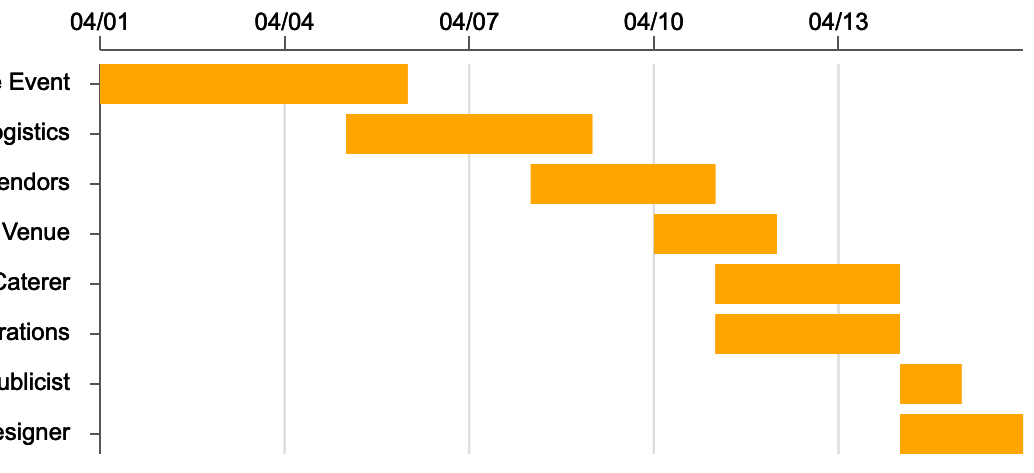 04/01 04/04 04/07 04/10 04/13
Event
ogistics
endors
Venue
Caterer
rations
ublicist
esigner